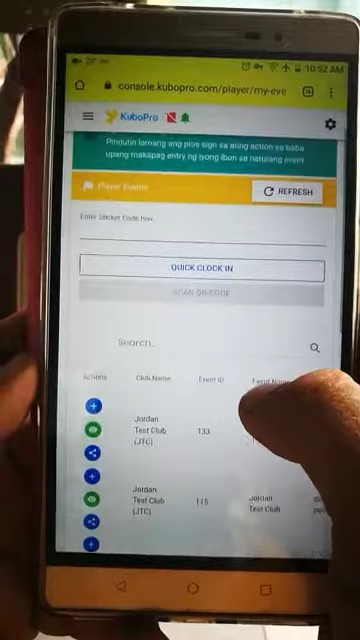 10:52 AM
console.kubopro.com/player/my-eve
KuboPro
Pindutin lamang ang plus sign sa ating action sa baba
upang makapag entry ng iyong ibon sa naturang event
Player Events
REFRESH
Enter Sticker Code here
QUICK CLOCK IN
SCAN QR CODE
Search..
Actions Club Name Event ID Event Name
Jordan
Test Club
(JTC)
133
Jordan
Test Club
(JTC)
115
Jordan
Test Club